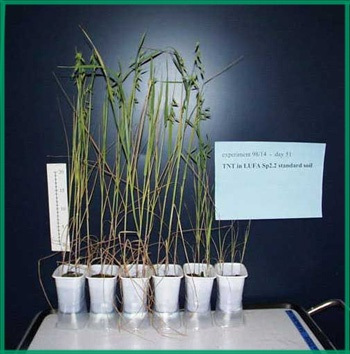 experiment 98/14 - day 51
TNT in LUFA Sp2.2 standard soil